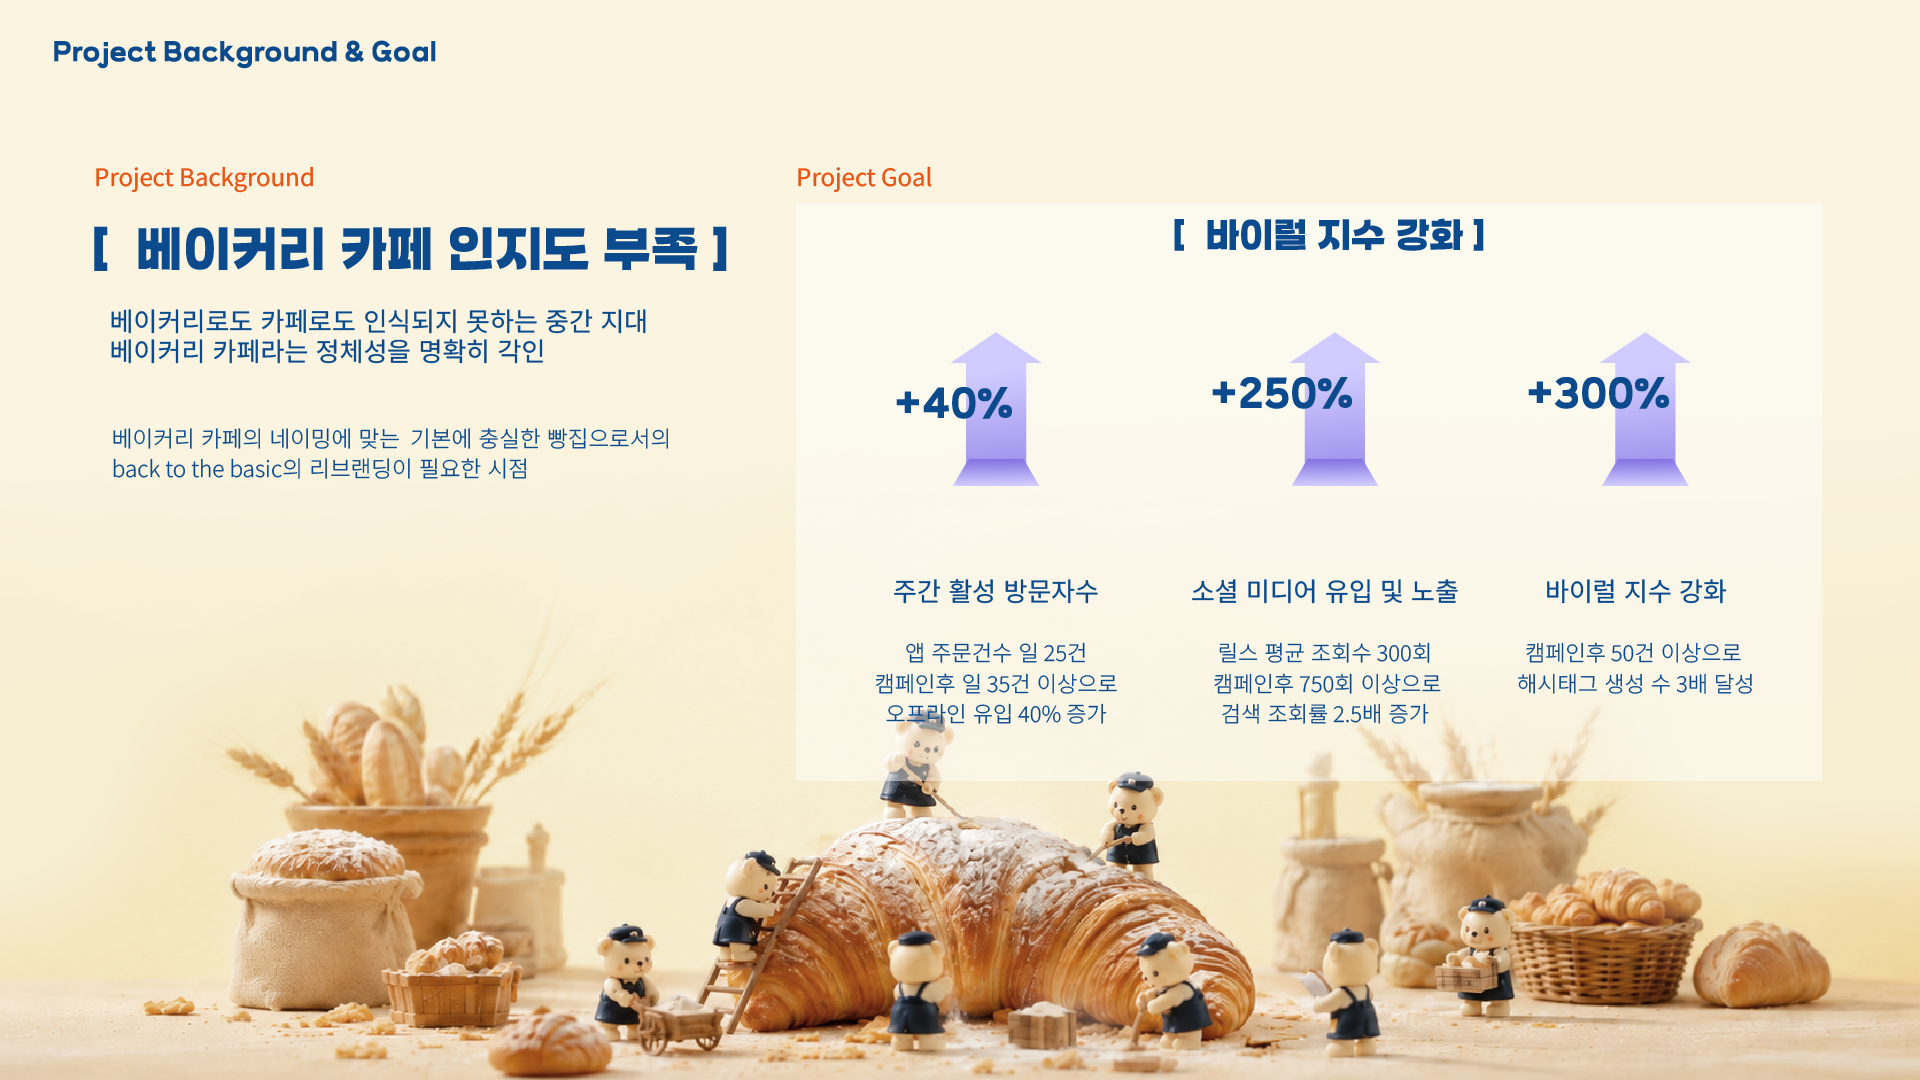 Project Background & Goal
Project Background
[ 베이커리 카페 인지도 부족 ]
베이커리로도 카페로도 인식되지 못하는 중간 지대
베이커리 카페라는 정체성을 명확히 각인
베이커리 카페의 네이밍에 맞는 기본에 충실한 빵집으로서의
back to the basic의 리브랜딩이 필요한 시점
Project Goal
[ 바이럴 지수 강화 ]
+40%
+250%
+300%
주간 활성 방문자수
소셜 미디어 유입 및 노출
바이럴 지수 강화
앱 주문건수 일 25건
캠페인후 일 35건 이상으로
오프라인 유입 40% 증가
릴스 평균 조회수 300회
캠페인후 750회 이상으로
검색 조회률 2.5배 증가
캠페인후 50건 이상으로
해시태그 생성 수 3배 달성